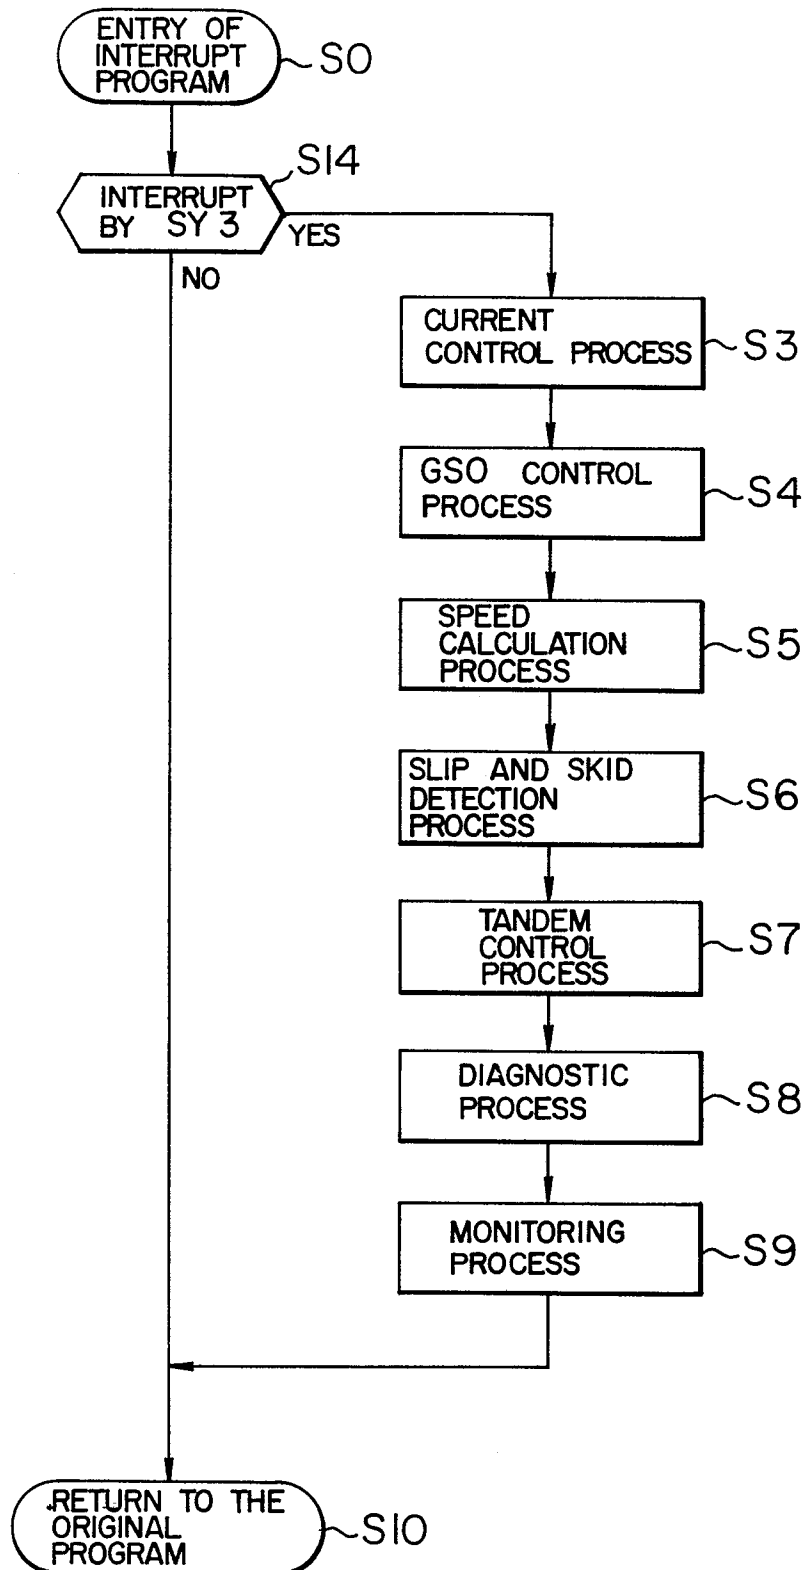 ENTRY OF
INTERRUPT
PROGRAM
S0
S14
INTERRUPT
BY SY 3
YES
NO
CURRENT
CONTROL PROCESS
S3
GSO CONTROL
PROCESS
S4
SPEED
CALCULATION
PROCESS
S5
SLIP AND SKID
DETECTION
PROCESS
S6
TANDEM
CONTROL
PROCESS
S7
DIAGNOSTIC
PROCESS
S8
MONITORING
PROCESS
S9
RETURN TO THE
ORIGINAL
PROGRAM
S10